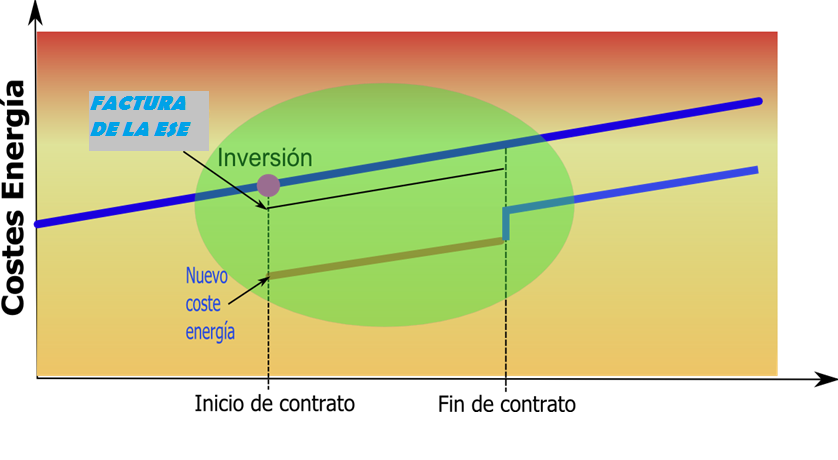 Costes Energía
FACTURA
DE LA ESE
Inversión
Nuevo
coste
energía
Inicio de contrato
Fin de contrato